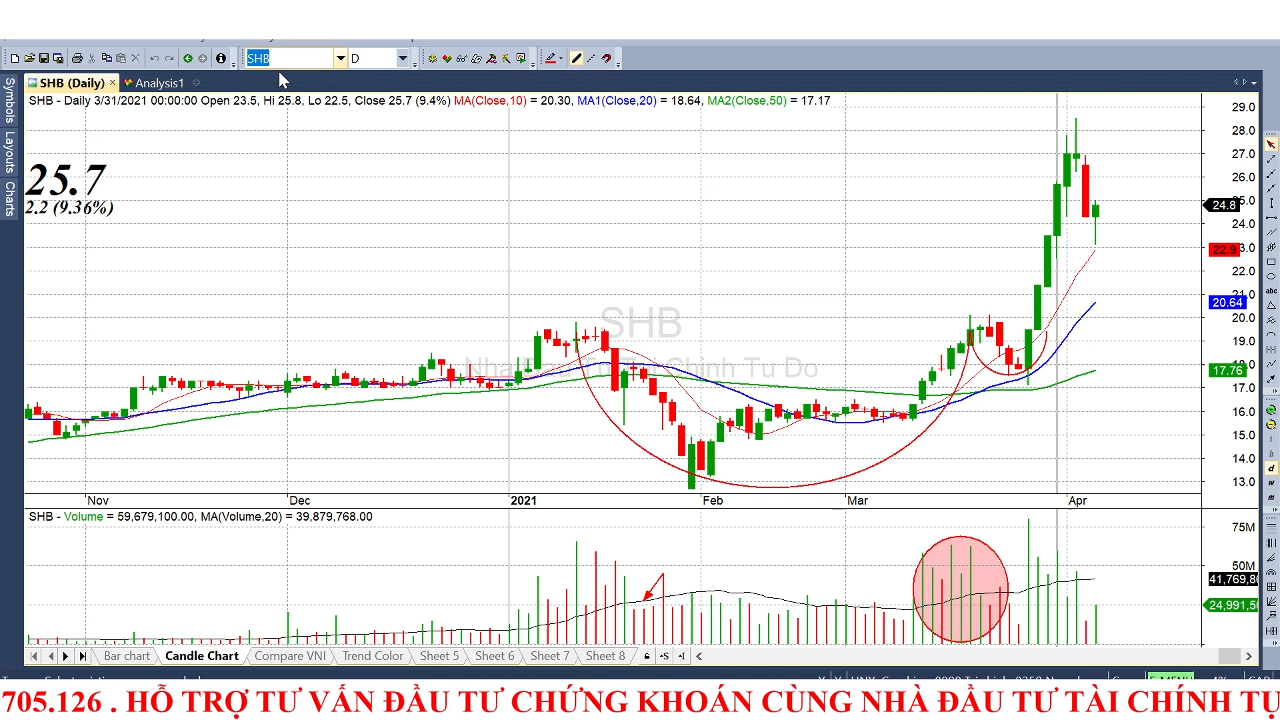 SHB
D
SHB (Daily)
Analysis1
Symbols
Layouts
Charts
SHB - Daily 3/31/2021 00:00:00 Open 23.5, Hi 25.8, Lo 22.5, Close 25.7 (9.4%) MA(Close,10) = 20.30, MA1(Close,20) = 18.64, MA2(Close,50) = 17.17
25.7
2.2 (9.36%)
SHB
29.0
28.0
27.0
26.0
25.0
24.8
24.0
23.0
22.9
22.0
21.0
20.64
20.0
19.0
18.0
17.76
17.0
16.0
15.0
14.0
13.0
Nov
Dec
2021
Feb
Mar
Apr
SHB - Volume = 59,679,100.00, MA(Volume,20) = 39,879,768.00
75M
50M
41,769,8
24,991,5
Bar chart
Candle Chart
Compare VNI
Trend Color
Sheet 5
Sheet 6
Sheet 7
Sheet 8
705.126 . HỖ TRỢ TƯ VẤN ĐẦU TƯ CHỨNG KHOÁN CÙNG NHÀ ĐẦU TƯ TÀI CHÍNH TỰ